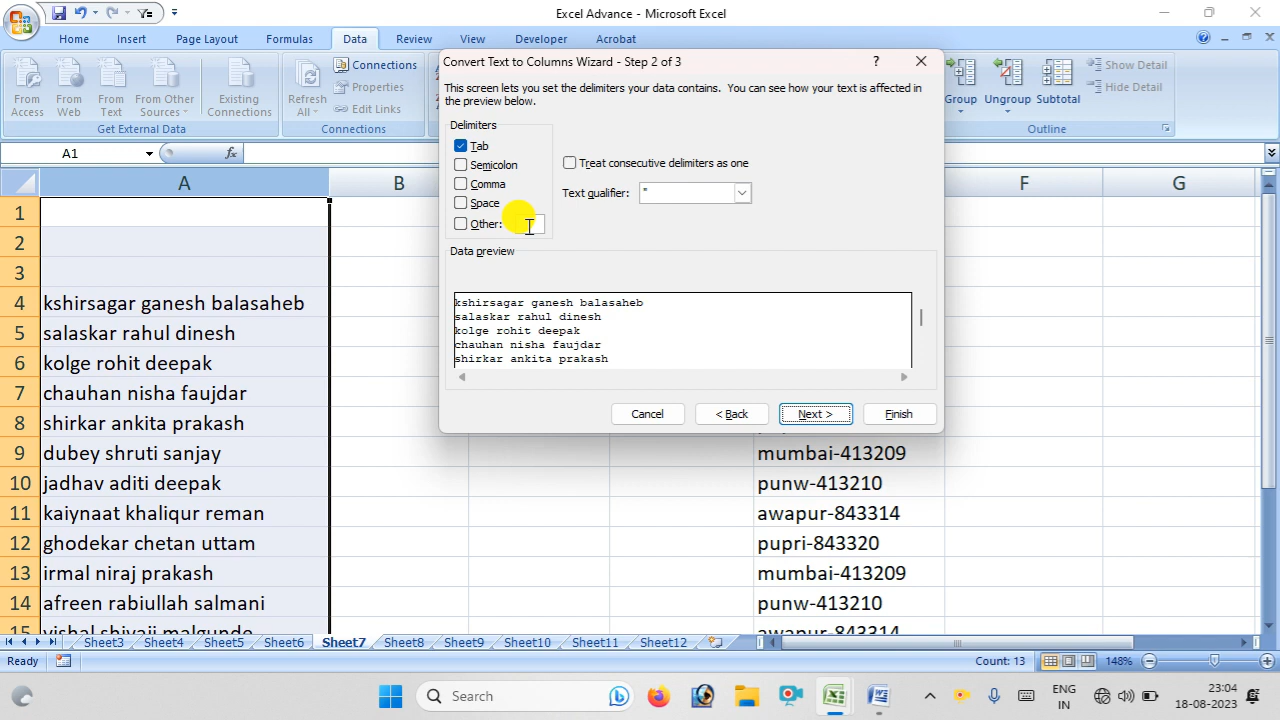 Excel Advance - Microsoft Excel
Home Insert Page Layout Formulas Data Review View Developer Acrobat
From Access
From Web
From Text
From Other Sources
Existing Connections
Get External Data
Refresh All
Connections
Properties
Edit Links
Connections
Group
Ungroup
Subtotal
Show Detail
Hide Detail
Outline
A1
fx
Convert Text to Columns Wizard - Step 2 of 3
?
This screen lets you set the delimiters your data contains. You can see how your text is affected in
the preview below.
Delimiters
Tab
Semicolon
Comma
Space
Other:
Treat consecutive delimiters as one
Text qualifier: "
Data preview
kshirsagar ganesh balasaheb
salaskar rahul dinesh
kolge rohit deepak
chauhan nisha faujdar
shirkar ankita prakash
Cancel < Back Next > Finish
A B F G
1
2
3
4 kshirsagar ganesh balasaheb
5 salaskar rahul dinesh
6 kolge rohit deepak
7 chauhan nisha faujdar
8 shirkar ankita prakash
9 dubey shruti sanjay mumbai-413209
10 jadhav aditi deepak punw-413210
11 kaiynaat khaliqur reman awapur-843314
12 ghodekar chetan uttam pupri-843320
13 irmal niraj prakash mumbai-413209
14 afreen rabiullah salmani punw-413210
15 vishal shivaji malgunde awapur-843314
Sheet3 Sheet4 Sheet5 Sheet6 Sheet7 Sheet8 Sheet9 Sheet10 Sheet11 Sheet12
Ready Count: 13 148%
Search
ENG
IN
23:04
18-08-2023